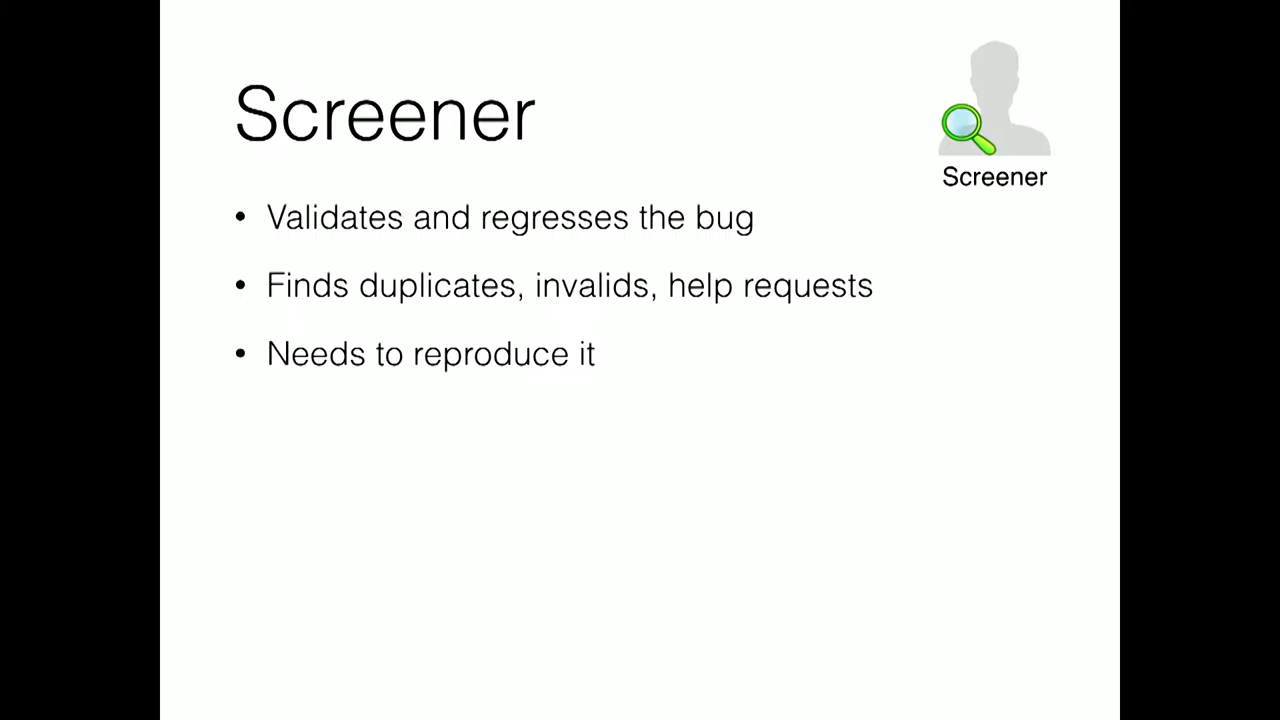 Screener
Screener
• Validates and regresses the bug
• Finds duplicates, invalids, help requests
• Needs to reproduce it